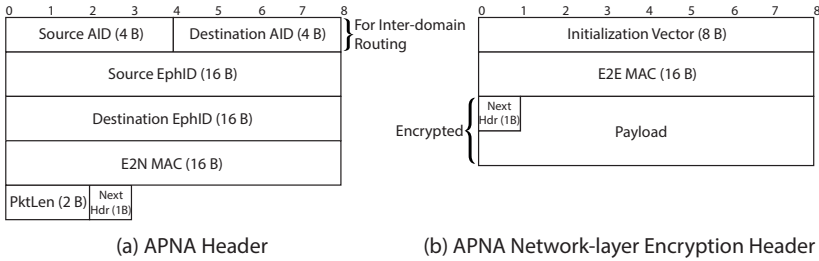 0 1 2 3 4 5 6 7 8
Source AID (4 B)
Destination AID (4 B)
For Inter-domain
Routing
Source EphID (16 B)
Destination EphID (16 B)
E2N MAC (16 B)
PktLen (2 B)
Next
Hdr (1B)
(a) APNA Header
0 1 2 3 4 5 6 7 8
Initialization Vector (8 B)
E2E MAC (16 B)
Encrypted
Next
Hdr (1B)
Payload
(b) APNA Network-layer Encryption Header